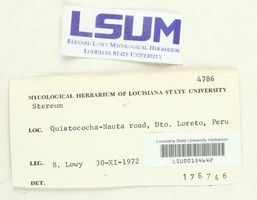 LSUM
BERNARD LOWY MYCOLOGICAL HERBARIUM
LOUISIANA STATE UNIVERSITY
4786
MYCOLOGICAL HERBARIUM OF LOUISIANA STATE UNIVERSITY
Stereum
LOC. Quistococha-Nauta road, Dto. Loreto, Peru
Louisiana State University Herbarium
LSU00154642
LEG. B. Lowy 30-XI-1972
DET. 176746